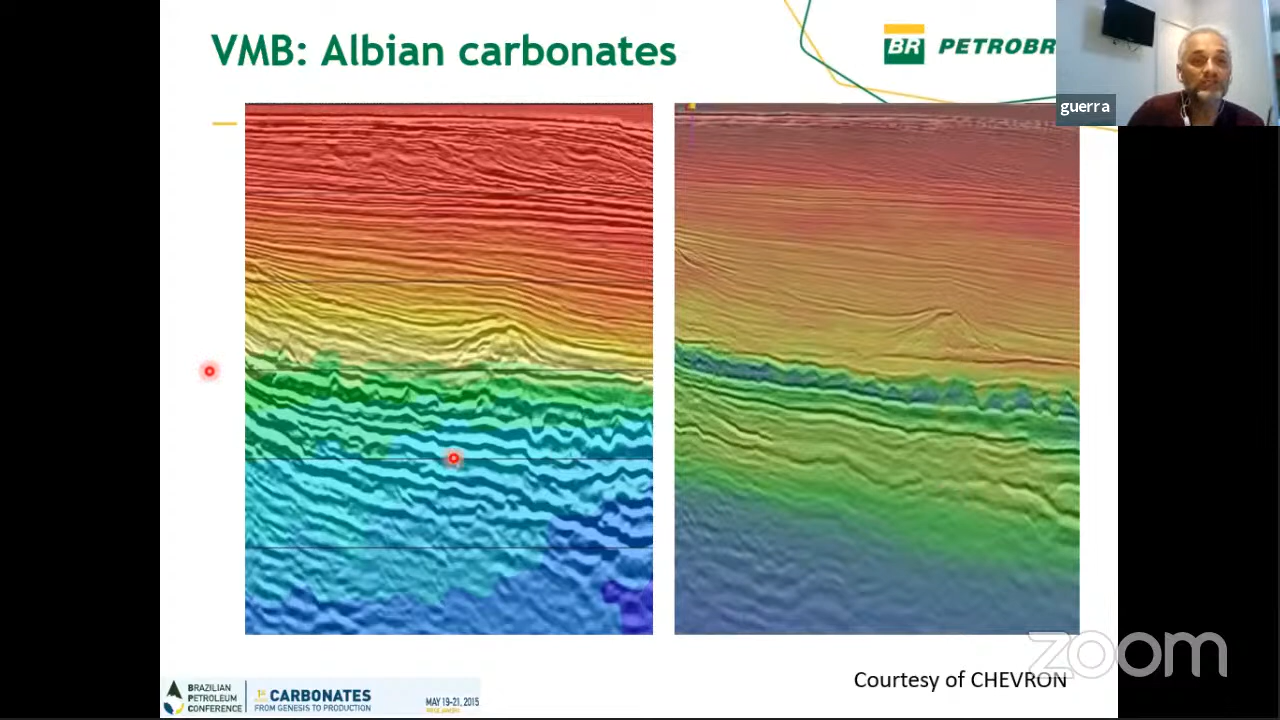 VMB: Albian carbonates
BR PETROBR
guerra
Courtesy of CHEVRON
zoom
BRAZILIAN
PETROLEUM
CONFERENCE
1st CARBONATES
FROM GENESIS TO PRODUCTION
MAY 19-21, 2015